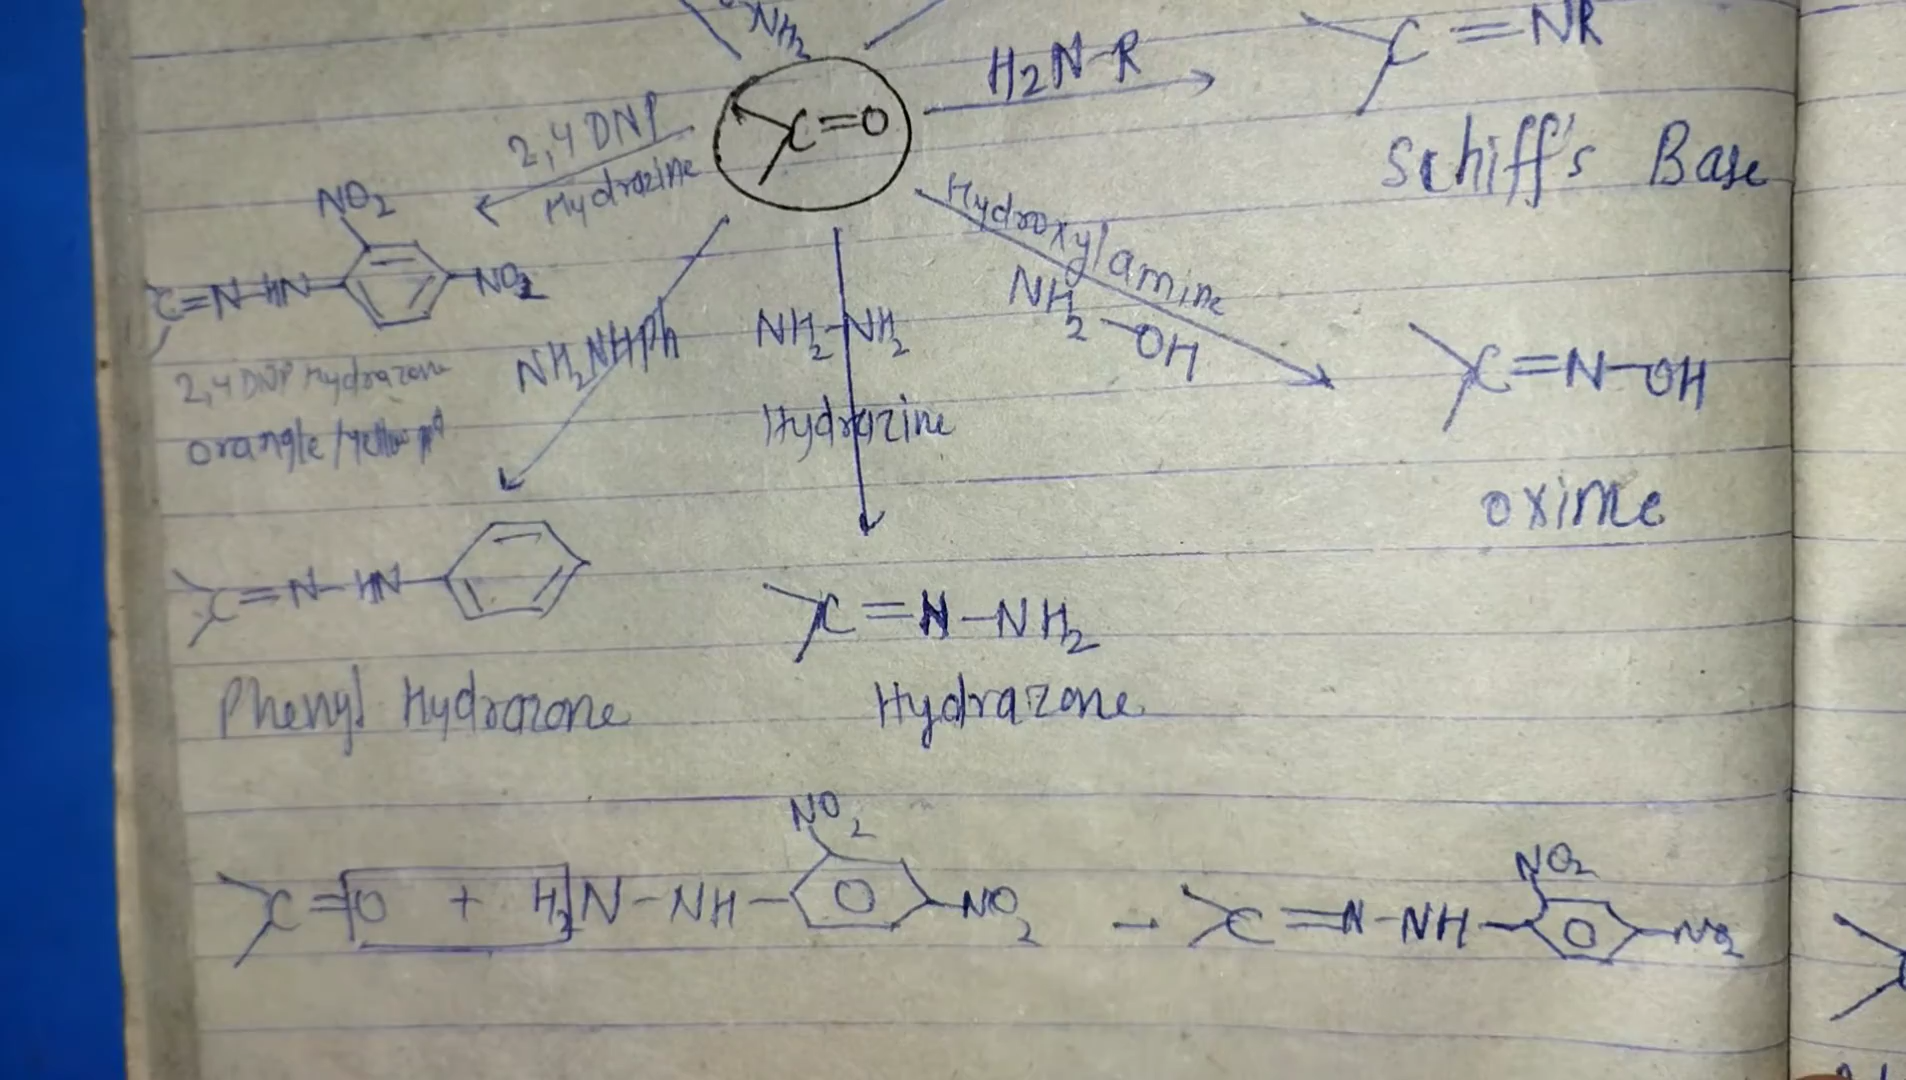 NH2
H2N-R
C=NR
Schiff's Base
C=O
2,4 DNP
Hydrazine
NO2
C=N-HN
NO2
2,4 DNP Hydrazone
orangle/yellow
NH2NHPh
NH2-NH2
Hydrazine
Hydroxylamine
NH2-OH
C=N-OH
oxime
C=N-HN
Phenyl Hydrazone
C=N-NH2
Hydrazone
NO2
C=O + H2N-NH-
NO2
NO2
C=N-NH-
NO2